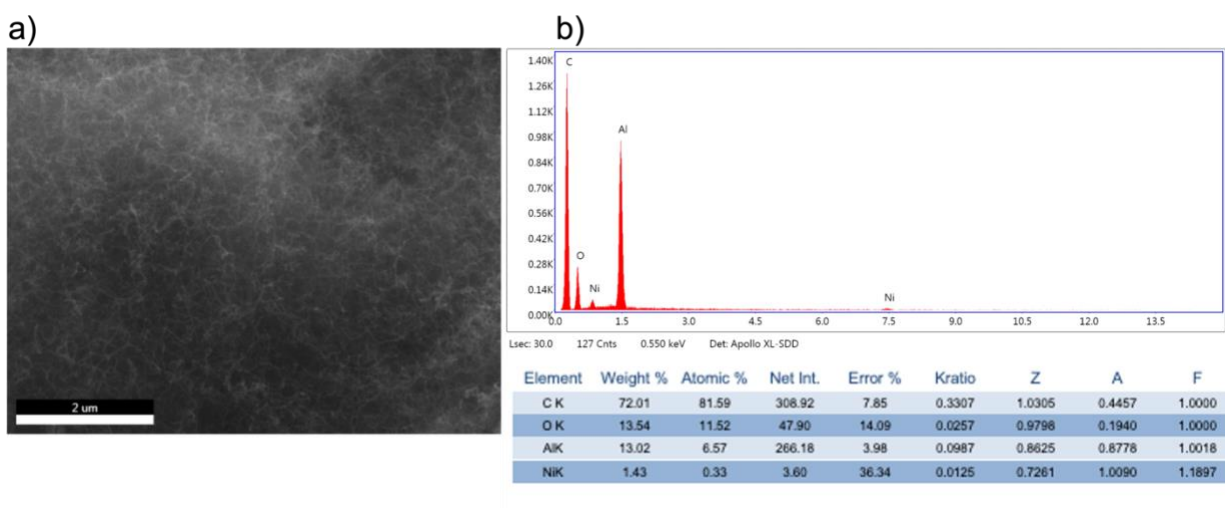 a)
b)
2 um
1.40K
1.26K
1.12K
0.98K
0.84K
0.70K
0.56K
0.42K
0.28K
0.14K
0.00K
C
O
Ni
Al
Ni
0.0 1.5 3.0 4.5 6.0 7.5 9.0 10.5 12.0 13.5
Lsec: 30.0 127 Cnts 0.550 keV Det: Apollo XL-SDD
Element Weight % Atomic % Net Int. Error % Kratio Z A F
C K 72.01 81.59 308.92 7.85 0.3307 1.0305 0.4457 1.0000
O K 13.54 11.52 47.90 14.09 0.0257 0.9798 0.1940 1.0000
AlK 13.02 6.57 266.18 3.98 0.0987 0.8625 0.8778 1.0018
NiK 1.43 0.33 3.60 36.34 0.0125 0.7261 1.0090 1.1897